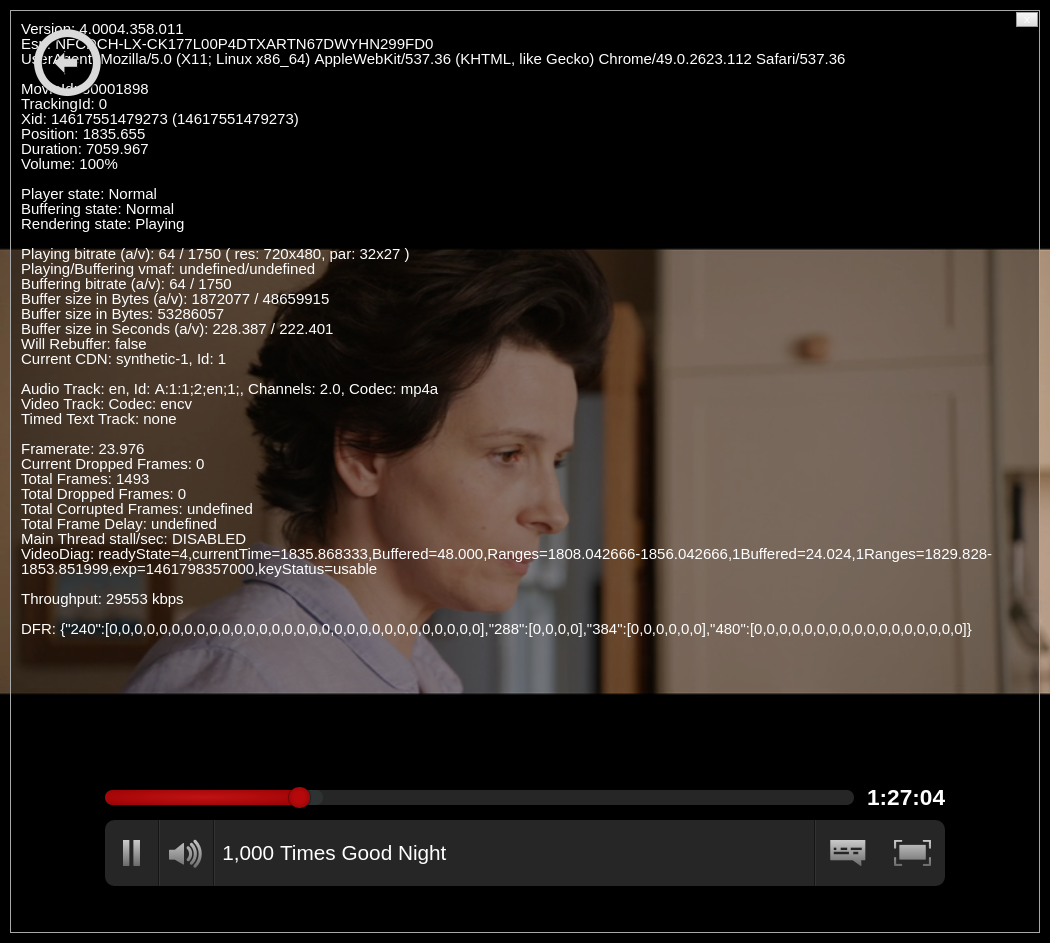 Version: 4.0004.358.011
Esn: NFCDCH-LX-CK177L00P4DTXARTN67DWYHN299FD0
UserAgent: Mozilla/5.0 (X11; Linux x86_64) AppleWebKit/537.36 (KHTML, like Gecko) Chrome/49.0.2623.112 Safari/537.36
MovieId:
TrackingId: 0
Xid: 14617551479273 (14617551479273)
Position: 1835.655
Duration: 7059.967
Volume: 100%
Player state: Normal
Buffering state: Normal
Rendering state: Playing
Playing bitrate (a/v): 64 / 1750 ( res: 720x480, par: 32x27 )
Playing/Buffering vmaf: undefined/undefined
Buffering bitrate (a/v): 64 / 1750
Buffer size in Bytes (a/v): 1872077 / 48659915
Buffer size in Bytes: 53286057
Buffer size in Seconds (a/v): 228.387 / 222.401
Will Rebuffer: false
Current CDN: synthetic-1, Id: 1
Audio Track: en, Id: A:1:1;2;en;1;, Channels: 2.0, Codec: mp4a
Video Track: Codec: encv
Timed Text Track: none
Framerate: 23.976
Current Dropped Frames: 0
Total Frames: 1493
Total Dropped Frames: 0
Total Corrupted Frames: undefined
Total Frame Delay: undefined
Main Thread stall/sec: DISABLED
VideoDiag: readyState=4,currentTime=1835.868333,Buffered=48.000,Ranges=1808.042666-1856.042666,1Buffered=24.024,1Ranges=1829.828-
1853.851999,exp=1461798357000,keyStatus=usable
Throughput: 29553 kbps
DFR: {"240":[0,0,0,0,0,0,0,0,0,0,0,0,0,0,0,0,0,0,0,0,0,0,0,0,0,0,0,0,0,0],"288":[0,0,0,0],"384":[0,0,0,0,0,0],"480":[0,0,0,0,0,0,0,0,0,0,0,0,0,0,0,0,0]}
1:27:04
1,000 Times Good Night